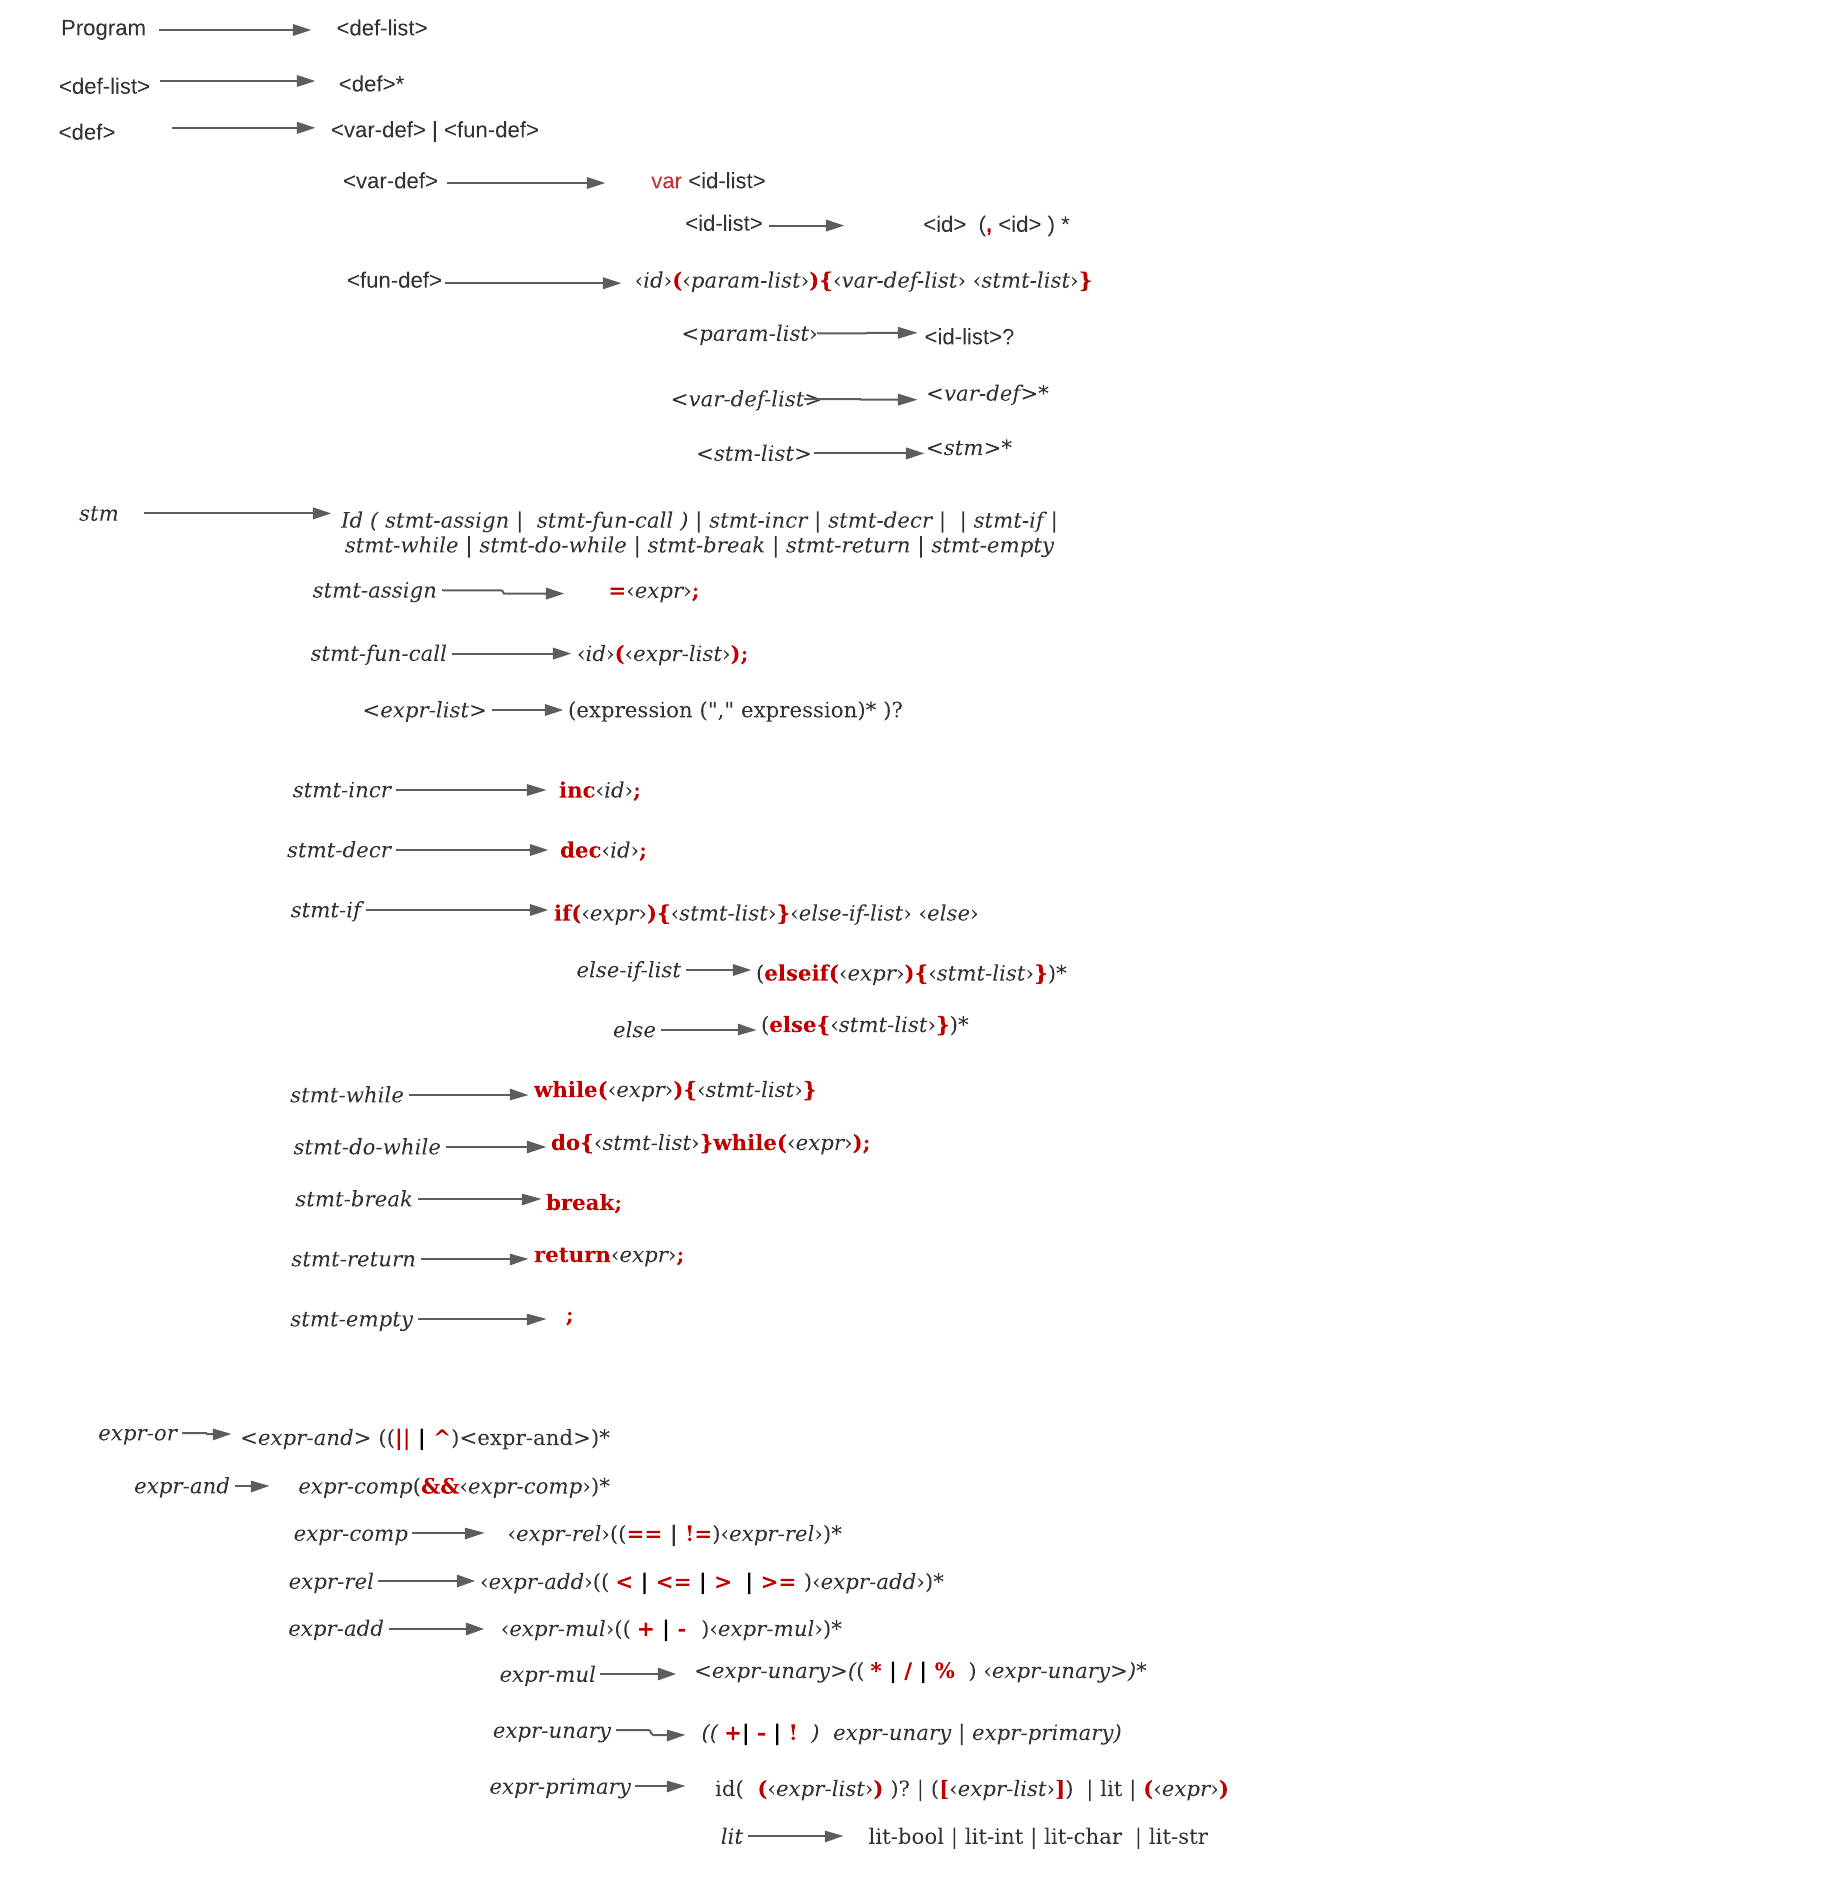 Program <def-list>
<def-list> <def>*
<def> <var-def> | <fun-def>
<var-def> var <id-list>
<id-list> <id> (, <id> ) *
<fun-def> ‹id›(‹param-list›){‹var-def-list› ‹stmt-list›}
<param-list› <id-list>?
<var-def-list> <var-def>*
<stm-list> <stm>*
stm Id ( stmt-assign | stmt-fun-call ) | stmt-incr | stmt-decr | | stmt-if |
stmt-while | stmt-do-while | stmt-break | stmt-return | stmt-empty
stmt-assign =‹expr›;
stmt-fun-call ‹id›(‹expr-list›);
<expr-list> (expression ("," expression)* )?
stmt-incr inc‹id›;
stmt-decr dec‹id›;
stmt-if if(‹expr›){‹stmt-list›}‹else-if-list› ‹else›
else-if-list (elseif(‹expr›){‹stmt-list›})*
else (else{‹stmt-list›})*
stmt-while while(‹expr›){‹stmt-list›}
stmt-do-while do{‹stmt-list›}while(‹expr›);
stmt-break break;
stmt-return return‹expr›;
stmt-empty ;
expr-or <expr-and> ((|| | ^)<expr-and>)*
expr-and expr-comp(&&‹expr-comp›)*
expr-comp ‹expr-rel›((== | !=)‹expr-rel›)*
expr-rel ‹expr-add›(( < | <= | > | >= )‹expr-add›)*
expr-add ‹expr-mul›(( + | - )‹expr-mul›)*
expr-mul <expr-unary>(( * | / | % ) ‹expr-unary>)*
expr-unary (( +| - | ! ) expr-unary | expr-primary)
expr-primary id( (‹expr-list›) )? | ([‹expr-list›]) | lit | (‹expr›)
lit lit-bool | lit-int | lit-char | lit-str